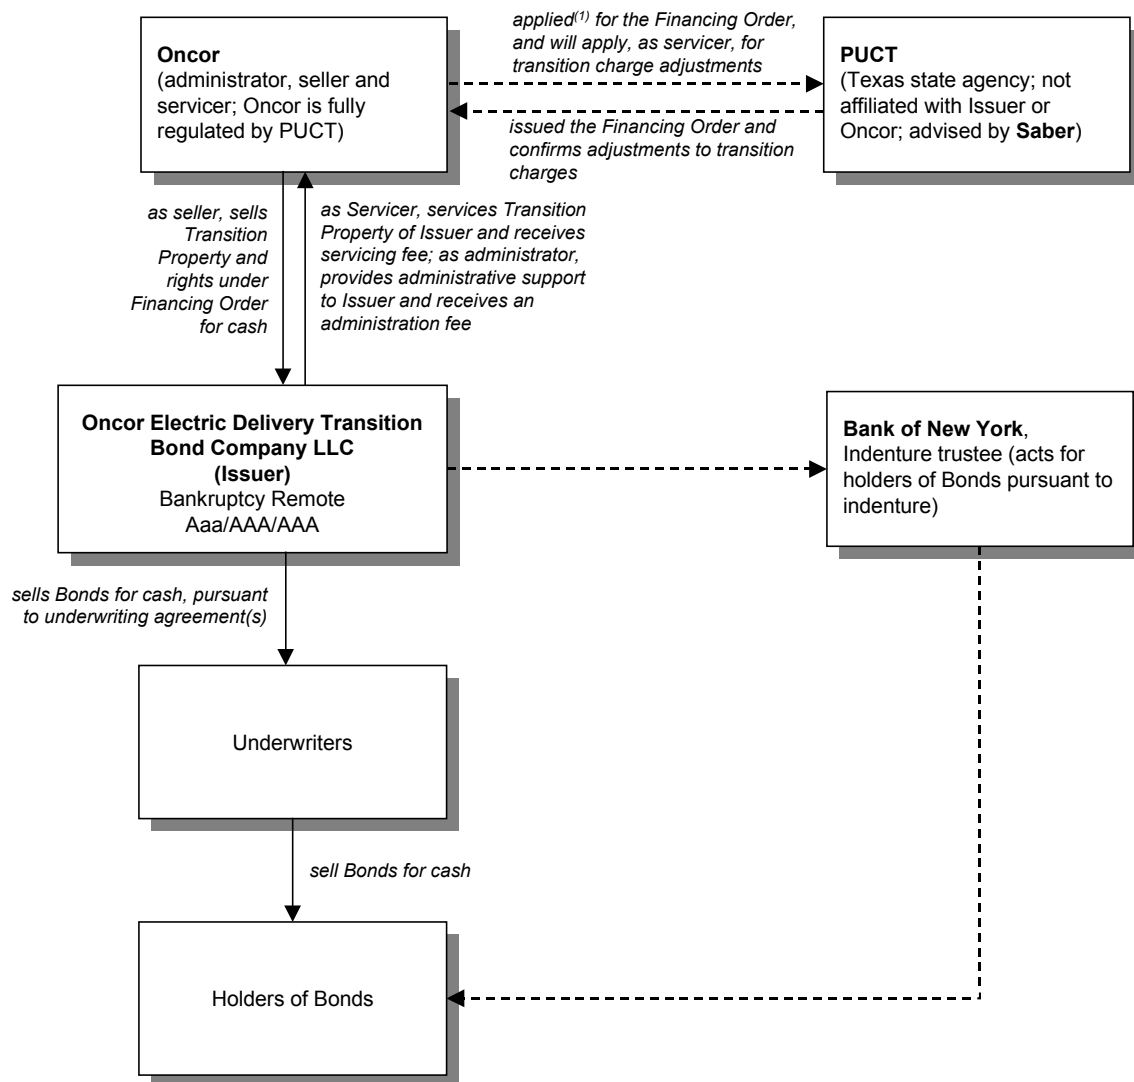 Oncor
(administrator, seller and
servicer; Oncor is fully
regulated by PUCT)
applied(1) for the Financing Order,
and will apply, as servicer, for
transition charge adjustments
issued the Financing Order and
confirms adjustments to transition
charges
PUCT
(Texas state agency; not
affiliated with Issuer or
Oncor; advised by Saber)
as seller, sells
Transition
Property and
rights under
Financing Order
for cash
as Servicer, services Transition
Property of Issuer and receives
servicing fee; as administrator,
provides administrative support
to Issuer and receives an
administration fee
Oncor Electric Delivery Transition
Bond Company LLC
(Issuer)
Bankruptcy Remote
Aaa/AAA/AAA
Bank of New York,
Indenture trustee (acts for
holders of Bonds pursuant to
indenture)
sells Bonds for cash, pursuant
to underwriting agreement(s)
Underwriters
sell Bonds for cash
Holders of Bonds